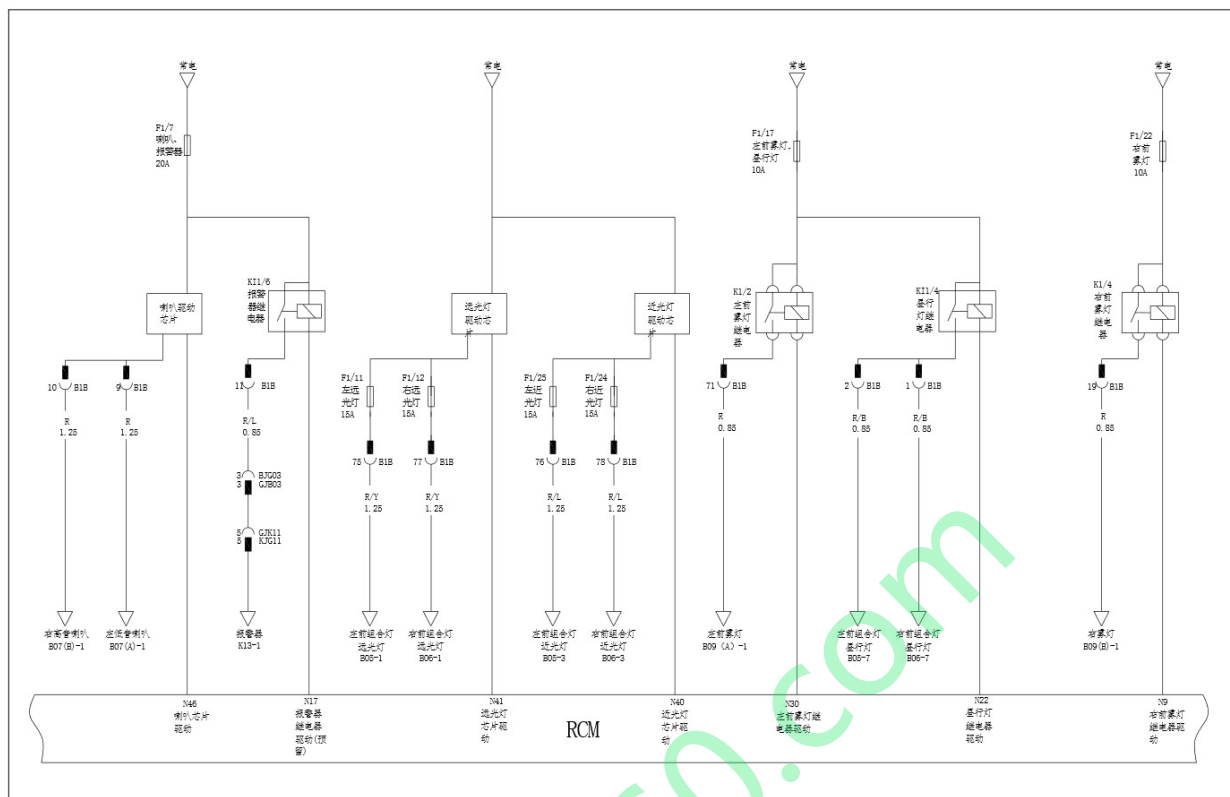 常电
常电
常电
常电
F1/7
喇叭、
报警器
20A
F1/17
左前雾灯、
昼行灯
10A
F1/22
右前
雾灯
10A
喇叭驱动
芯片
KI1/6
报警
器继
电器
远光灯
驱动芯
片
近光灯
驱动芯
片
K1/2
左前
雾灯
继电
器
KI1/4
昼行
灯继
电器
K1/4
右前
雾灯
继电
器
10
B1B
9
B1B
11
B1B
F1/11
左远
光灯
15A
F1/12
右远
光灯
15A
F1/25
左近
光灯
15A
F1/24
右近
光灯
15A
71
B1B
2
B1B
1
B1B
19
B1B
R
1.25
R
1.25
R/L
0.85
R
0.85
R/B
0.85
R/B
0.85
R
0.85
75
B1B
77
B1B
76
B1B
78
B1B
3
BJG03
3
GJB03
R/Y
1.25
R/Y
1.25
R/L
1.25
R/L
1.25
5
GJK11
5
KJG11
右高音喇叭
B07(B)-1
左低音喇叭
B07(A)-1
报警器
K13-1
左前组合灯
远光灯
B05-1
右前组合灯
远光灯
B06-1
左前组合灯
近光灯
B05-3
右前组合灯
近光灯
B06-3
左前雾灯
B09（A）-1
左前组合灯
昼行灯
B05-7
右前组合灯
昼行灯
B06-7
右雾灯
B09(B)-1
N46
喇叭芯片
驱动
N17
报警器
继电器
驱动(预
留)
N41
远光灯
芯片驱
动
RCM
N40
近光灯
芯片驱
动
N30
左前雾灯继
电器驱动
N22
昼行灯
继电器
驱动
N9
右前雾灯
继电器驱
动